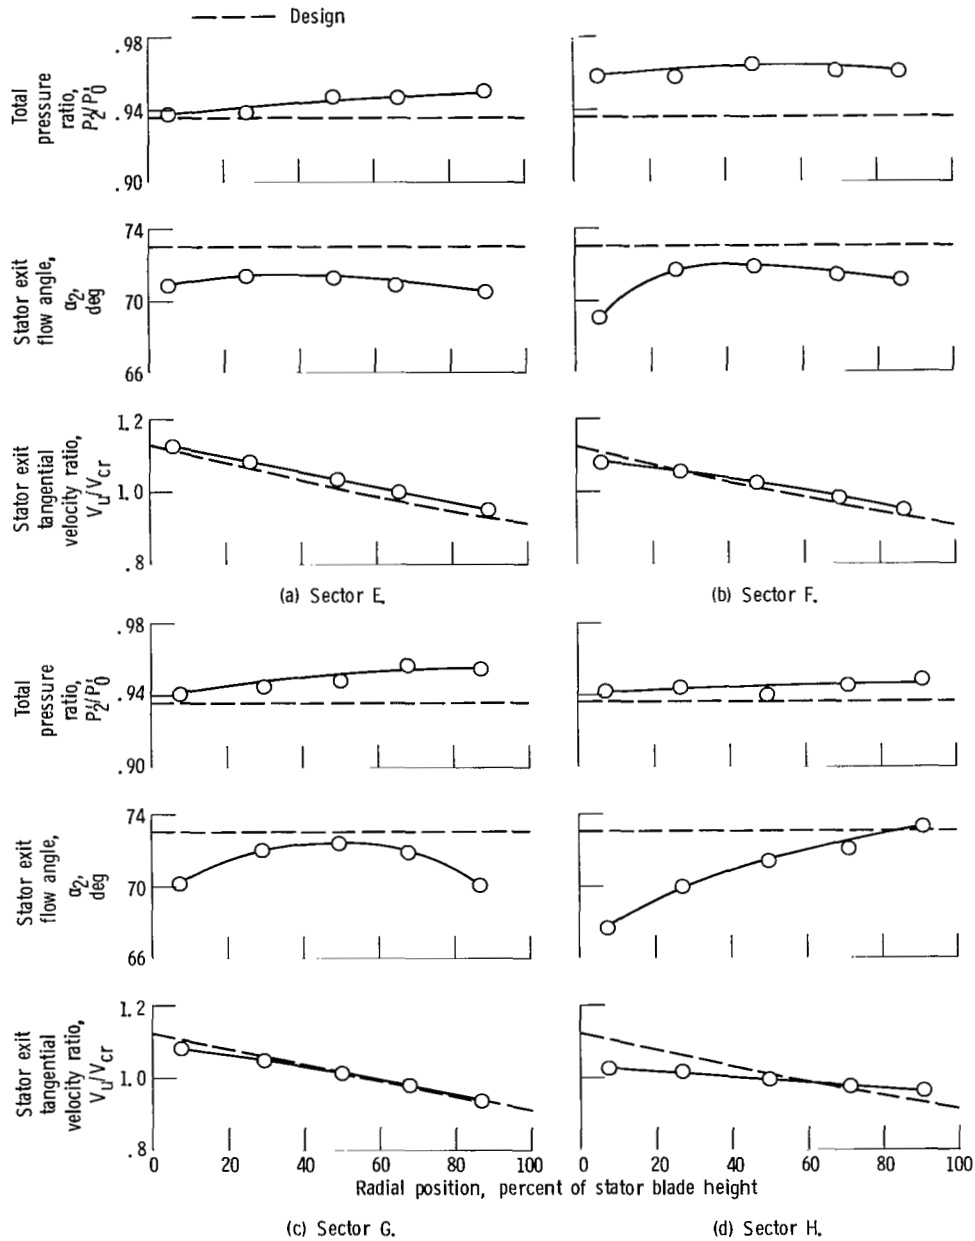 Design
.98
.94
.90
Total
pressure
ratio,
P'2/P'0
74
70
66
Stator exit
flow angle,
α2,
deg
1.2
1.0
.8
Stator exit
tangential
velocity ratio,
Vu/Vcr
(a) Sector E.
(b) Sector F.
.98
.94
.90
Total
pressure
ratio,
P'2/P'0
74
70
66
Stator exit
flow angle,
α2,
deg
1.2
1.0
.8
Stator exit
tangential
velocity ratio,
Vu/Vcr
0 20 40 60 80 100
0 20 40 60 80 100
Radial position, percent of stator blade height
(c) Sector G.
(d) Sector H.